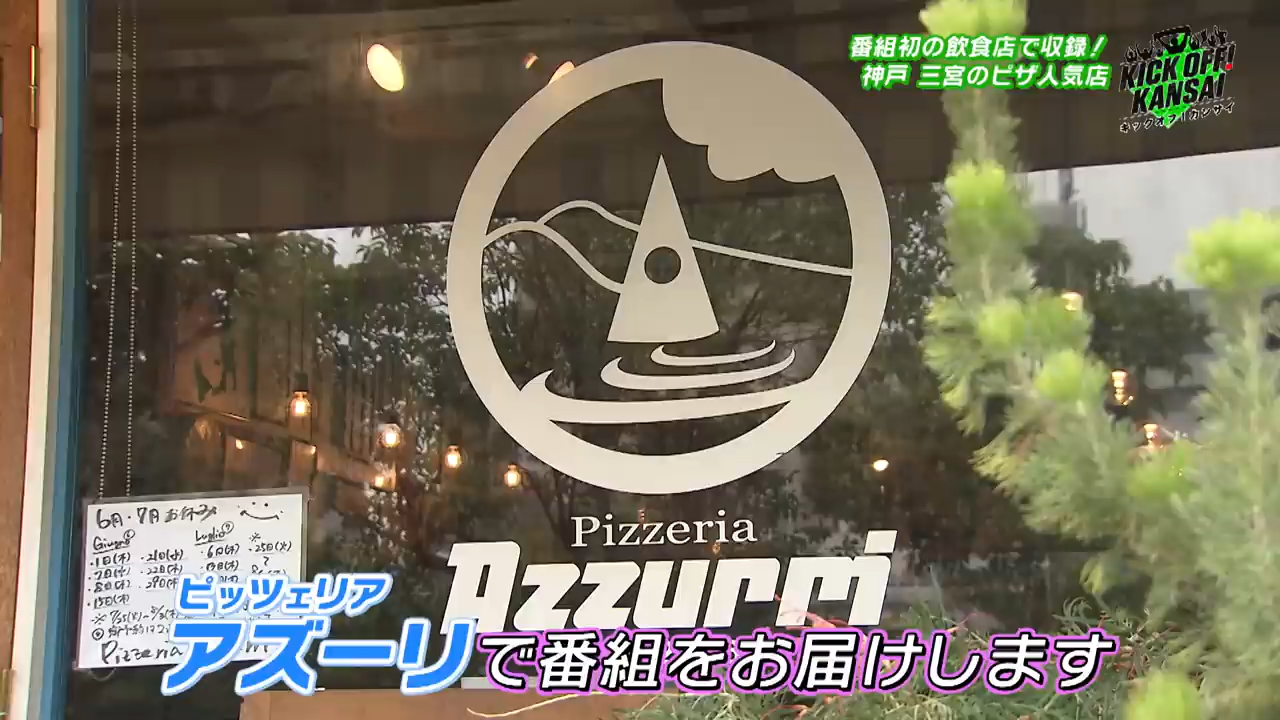 番組初の飲食店で収録!
神戸 三宮のピザ人気店
KICK OFF!
KANSAI
キックオフ!カンサイ
Pizzeria
Azzurri
6月・7月お休み
Giugno
Luglio
ピッツェリア
アズーリで番組をお届けします